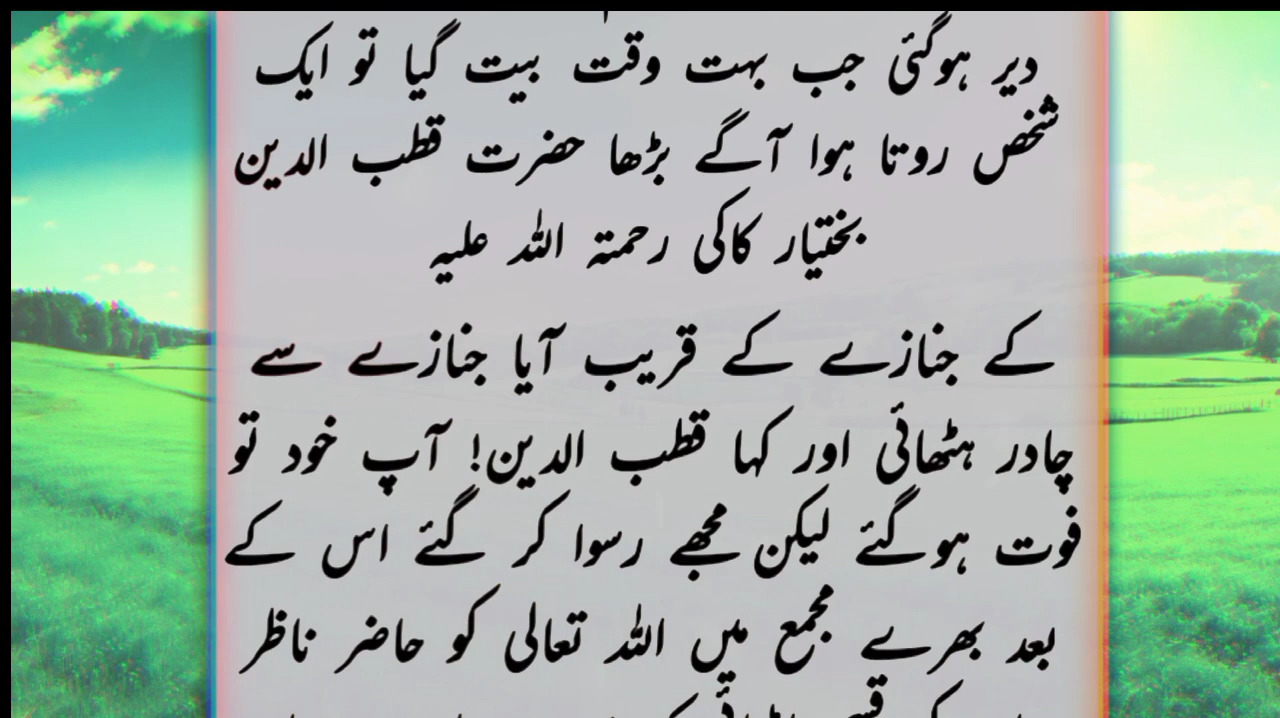 دیر ہوگئی جب بہت وقت بیت گیا تو ایک
شخص روتا ہوا آگے بڑھا حضرت قطب الدین
بختیار کاکی رحمتہ اللہ علیہ
کے جنازے کے قریب آیا جنازے سے
چادر ہٹھائی اور کہا قطب الدین! آپ خود تو
فوت ہوگئے لیکن مجھے رسوا کر گئے اس کے
بعد بھرے مجمع میں اللہ تعالی کو حاضر ناظر